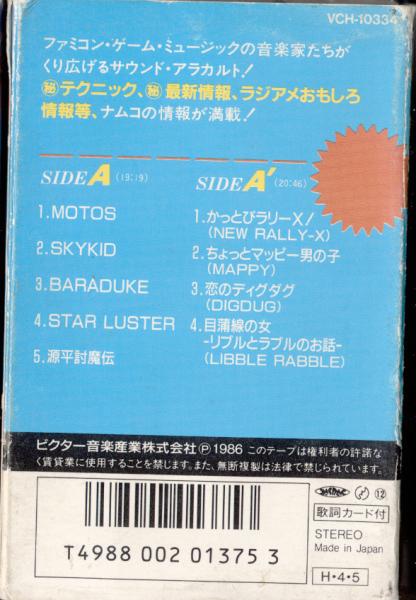 VCH-10334
ファミコン・ゲーム・ミュージックの音楽家たちが
くり広げるサウンド・アラカルト!
㊙テクニック、㊙最新情報、ラジアメおもしろ
情報等、ナムコの情報が満載!
SIDE A (19:19)
1.MOTOS
2.SKYKID
3.BARADUKE
4.STAR LUSTER
5.源平討魔伝
SIDE A' (20:46)
1.かっとびラリーX!
(NEW RALLY-X)
2.ちょっとマッピー男の子
(MAPPY)
3.恋のディグダグ
(DIGDUG)
4.目蒲線の女
-リブルとラブルのお話-
(LIBBLE RABBLE)
ビクター音楽産業株式会社Ⓟ1986 このテープは権利者の許諾な
く賃貸業に使用することを禁じます。また、無断複製は法律で禁じられています。
⑫
歌詞カード付
STEREO
Made in Japan
H・4・5
T4988 002 01375 3